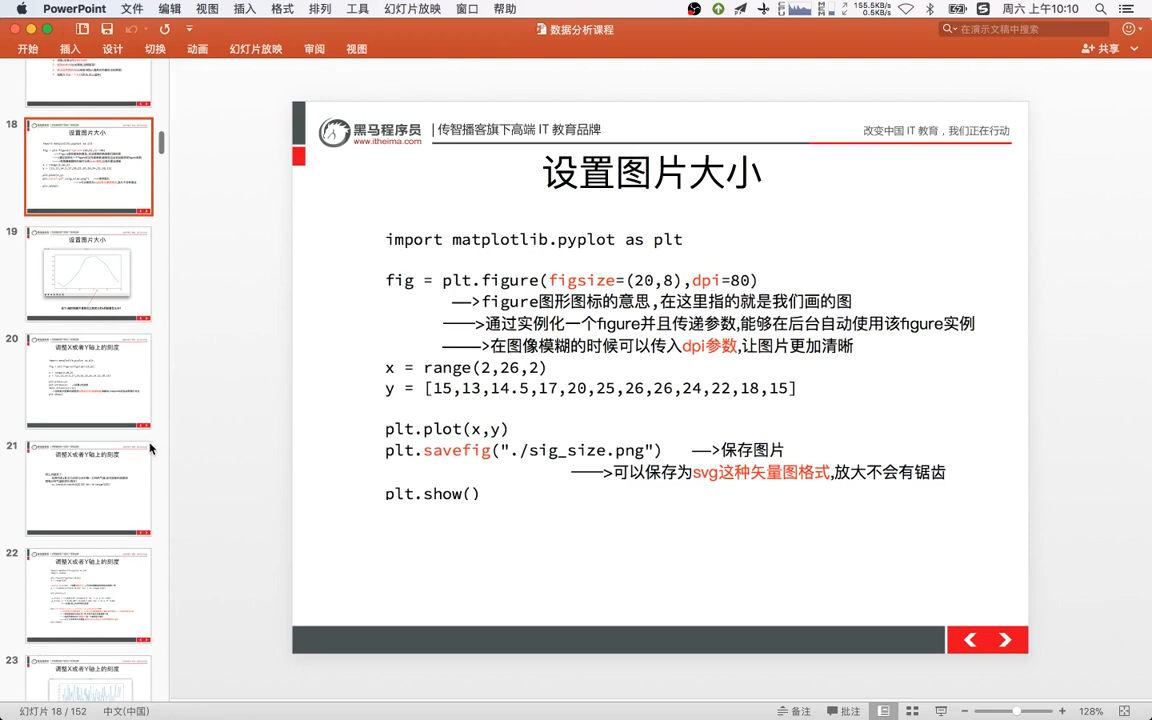 PowerPoint 文件 编辑 视图 插入 格式 排列 工具 幻灯片放映 窗口 帮助 155.5KB/s 0.5KB/s 周六 上午10:10
数据分析课程 在演示文稿中搜索
开始 插入 设计 切换 动画 幻灯片放映 审阅 视图 共享
18
设置图片大小
19
设置图片大小
20
调整X或者Y轴上的刻度
21
调整X或者Y轴上的刻度
22
调整X或者Y轴上的刻度
23
调整X或者Y轴上的刻度
黑马程序员 | 传智播客旗下高端 IT 教育品牌 改变中国 IT 教育，我们正在行动
www.itheima.com
设置图片大小
import matplotlib.pyplot as plt
fig = plt.figure(figsize=(20,8),dpi=80)
——>figure图形图标的意思,在这里指的就是我们画的图
——>通过实例化一个figure并且传递参数,能够在后台自动使用该figure实例
——>在图像模糊的时候可以传入dpi参数,让图片更加清晰
x = range(2,26,2)
y = [15,13,14.5,17,20,25,26,26,24,22,18,15]
plt.plot(x,y)
plt.savefig("./sig_size.png") ——>保存图片
——>可以保存为svg这种矢量图格式,放大不会有锯齿
plt.show()
幻灯片 18 / 152 中文(中国) 备注 批注 128%